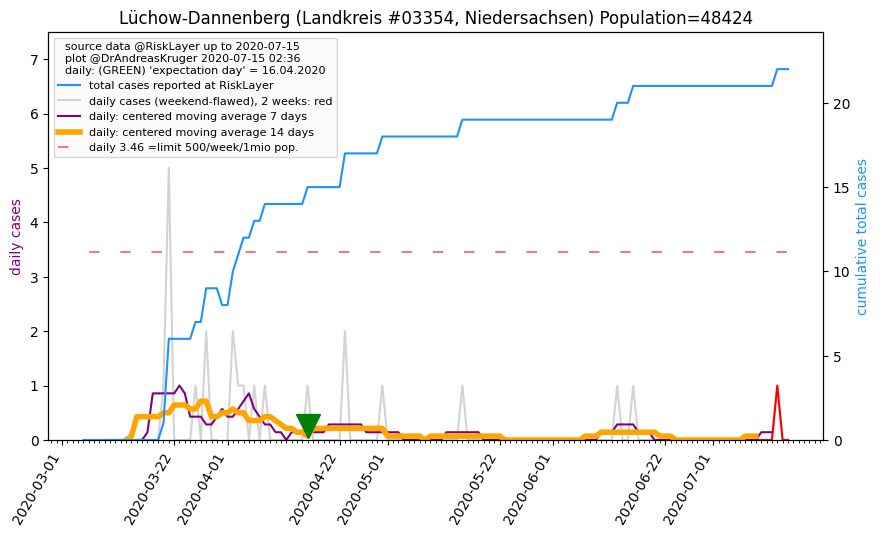 Lüchow-Dannenberg (Landkreis #03354, Niedersachsen) Population=48424
source data @RiskLayer up to 2020-07-15
plot @DrAndreasKruger 2020-07-15 02:36
daily: (GREEN) 'expectation day' = 16.04.2020
total cases reported at RiskLayer
daily cases (weekend-flawed), 2 weeks: red
daily: centered moving average 7 days
daily: centered moving average 14 days
daily 3.46 =limit 500/week/1mio pop.
daily cases
7
6
5
4
3
2
1
0
cumulative total cases
20
15
10
5
0
2020-03-01
2020-03-22
2020-04-01
2020-04-22
2020-05-01
2020-05-22
2020-06-01
2020-06-22
2020-07-01